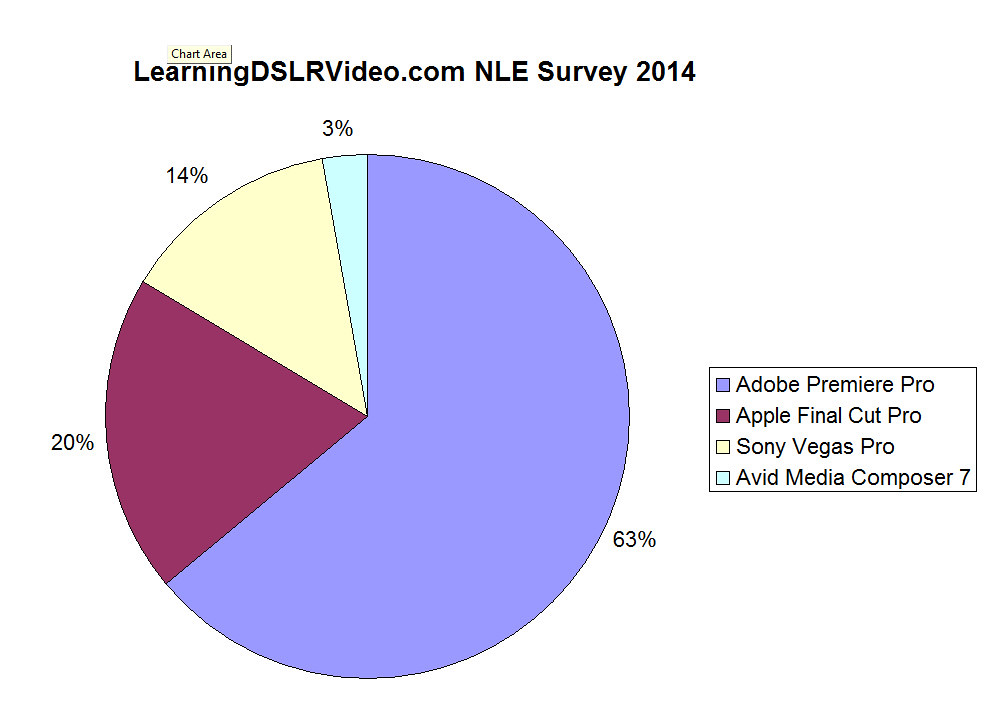 Chart Area
LearningDSLRVideo.com NLE Survey 2014
3%
14%
20%
63%
Adobe Premiere Pro
Apple Final Cut Pro
Sony Vegas Pro
Avid Media Composer 7